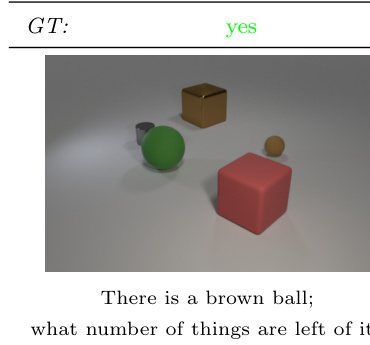 GT: yes
There is a brown ball;
what number of things are left of it